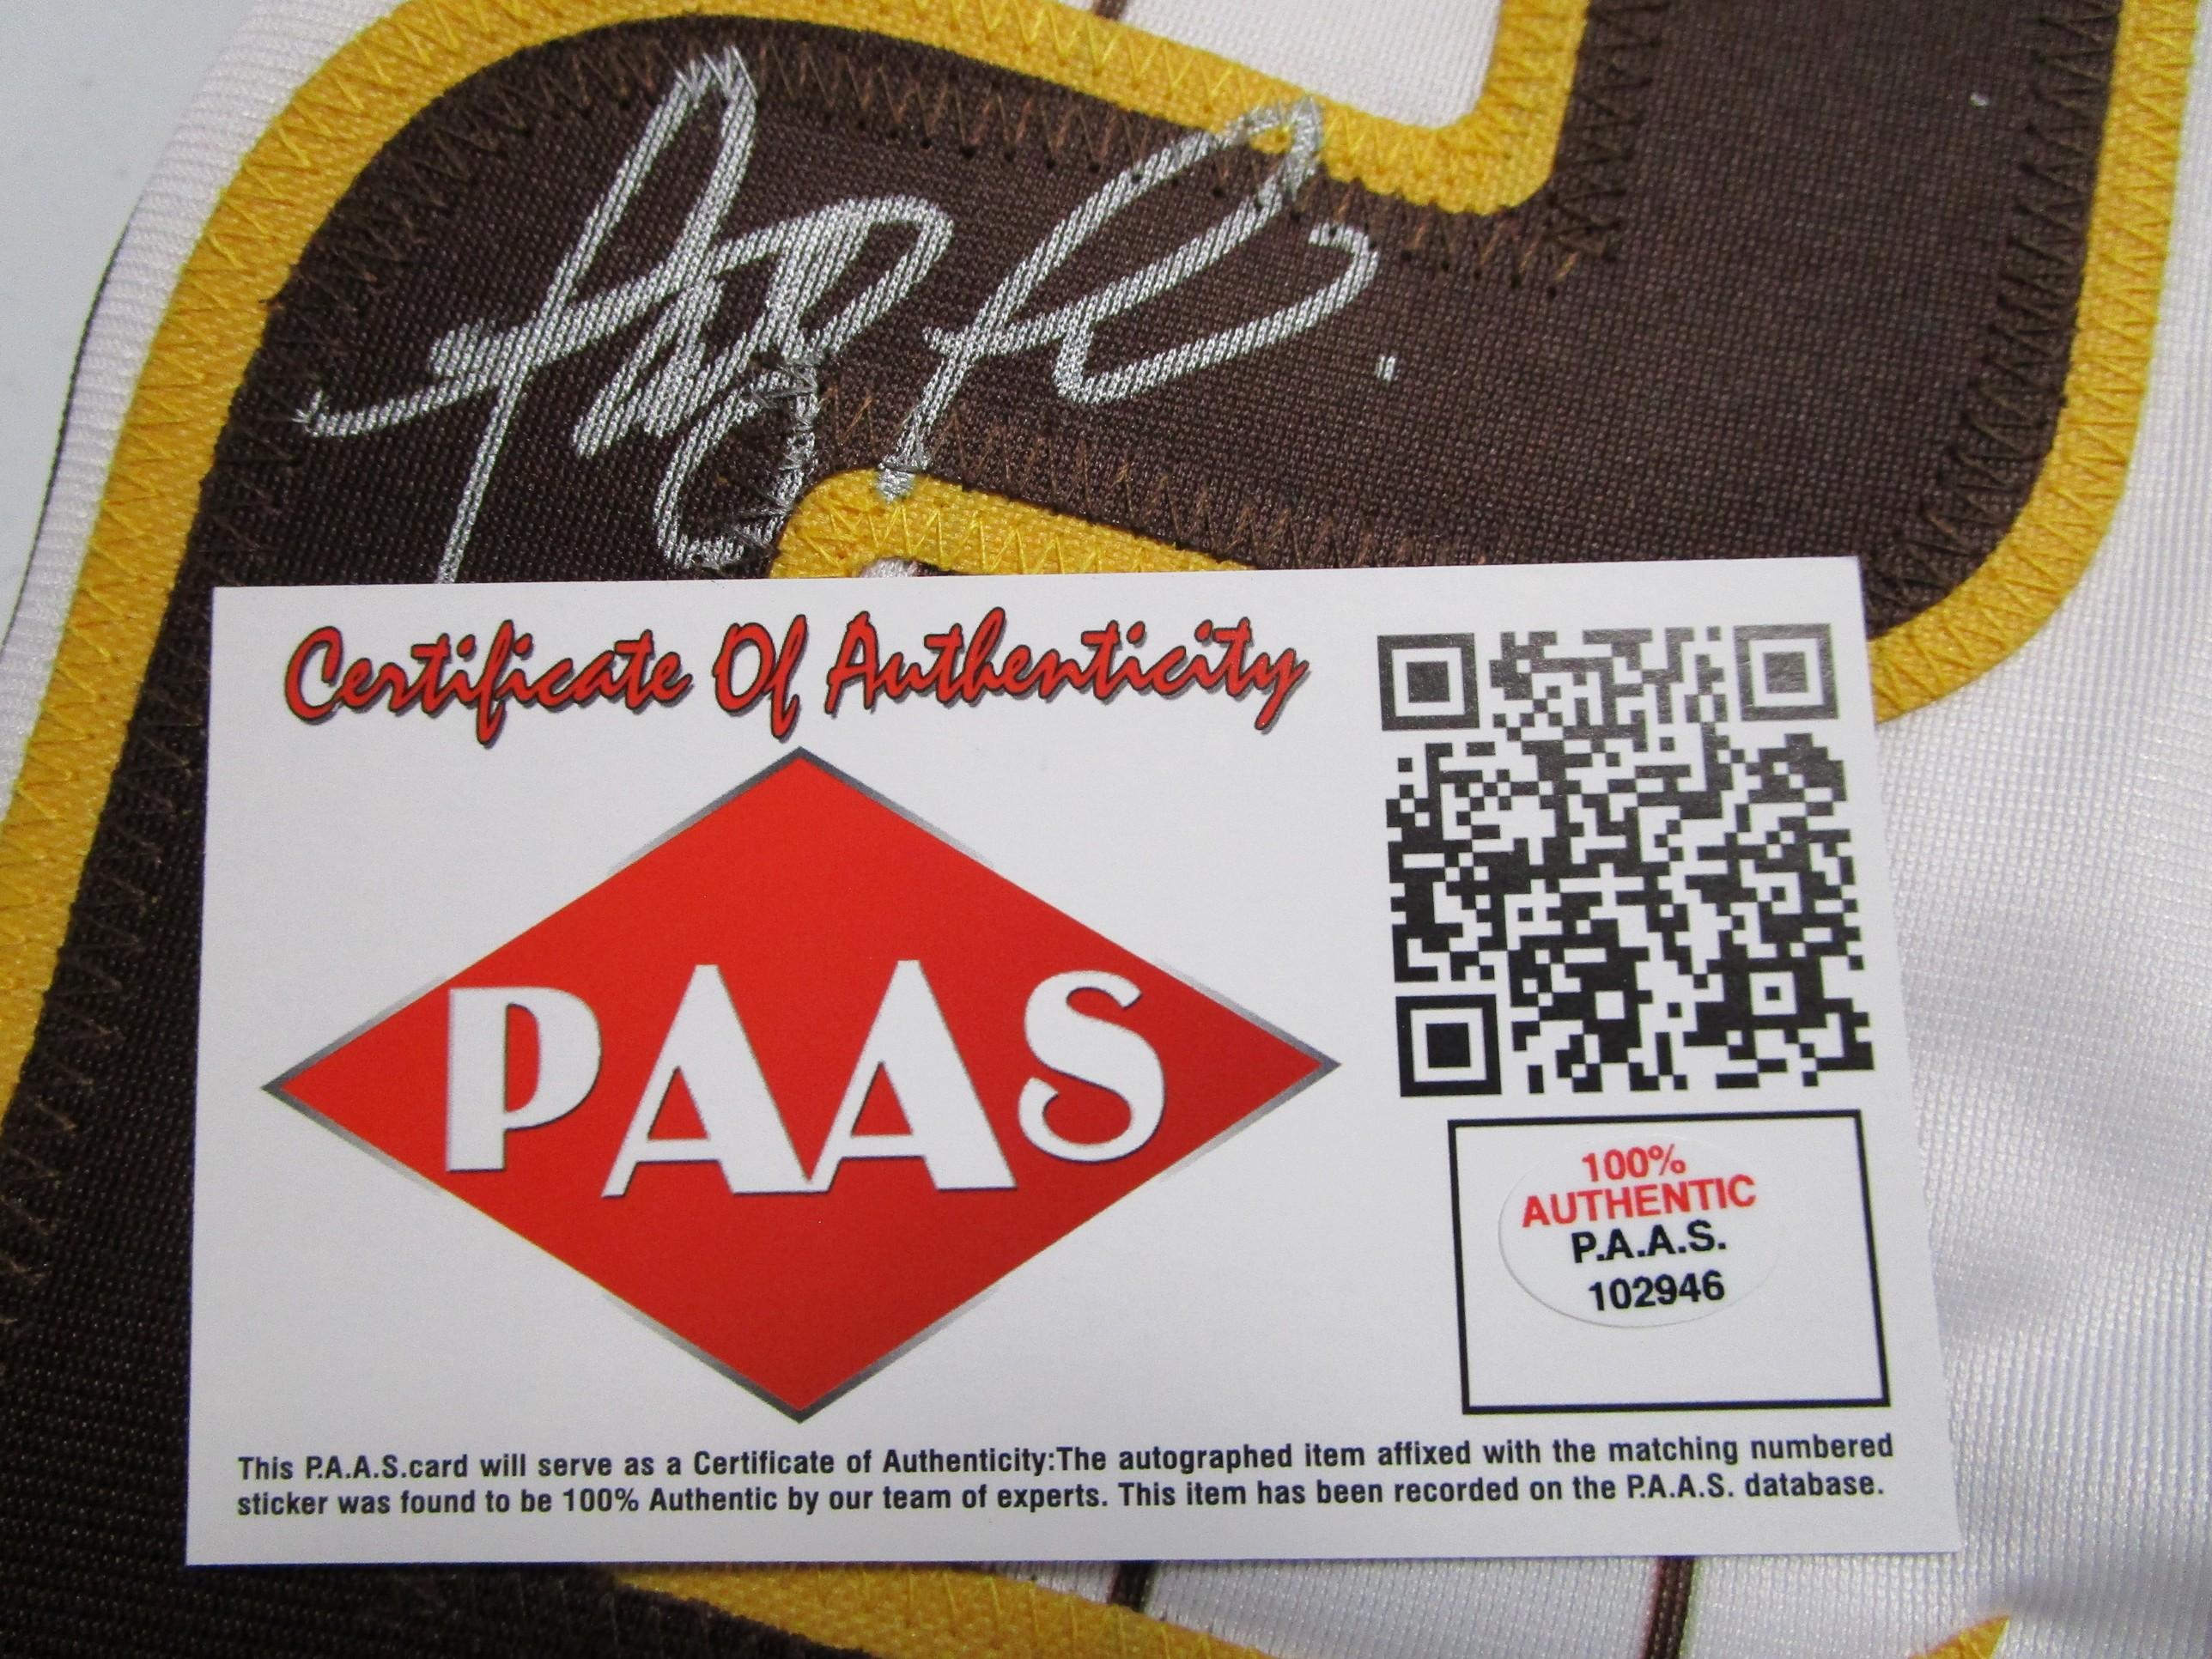 Certificate Of Authenticity
PAAS
100%
AUTHENTIC
P.A.A.S.
102946
This P.A.A.S.card will serve as a Certificate of Authenticity:The autographed item affixed with the matching numbered
sticker was found to be 100% Authentic by our team of experts. This item has been recorded on the P.A.A.S. database.